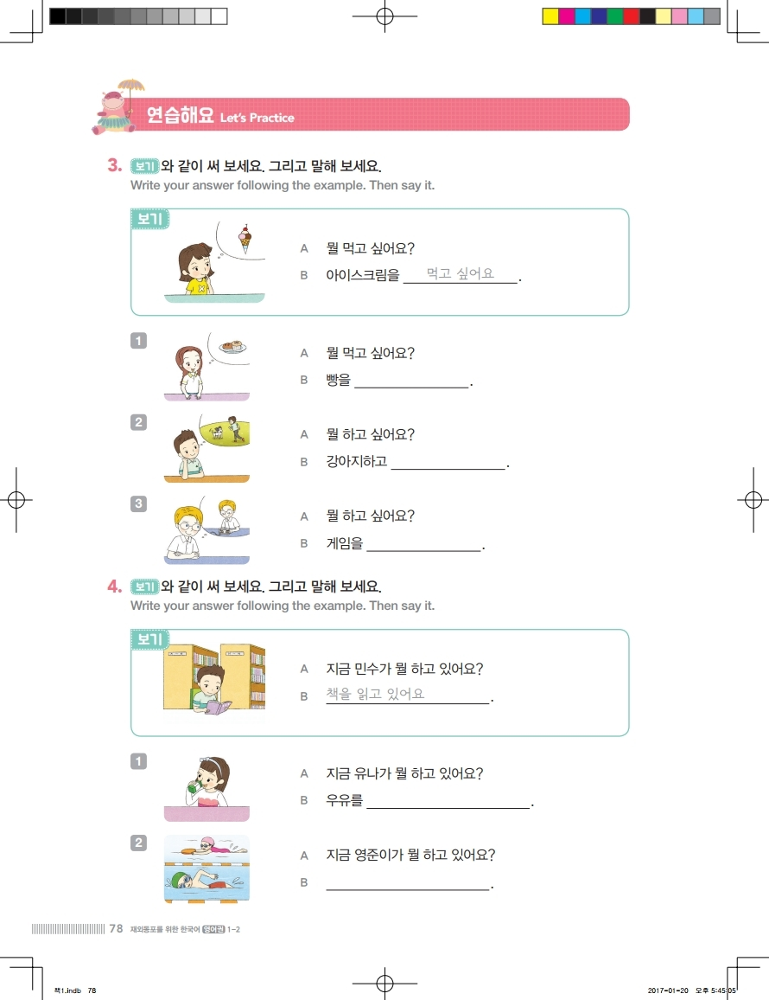 연습해요 Let's Practice
3. 보기 와 같이 써 보세요. 그리고 말해 보세요.
Write your answer following the example. Then say it.
보기
A 뭘 먹고 싶어요?
B 아이스크림을 먹고 싶어요.
1
A 뭘 먹고 싶어요?
B 빵을 ____________.
2
A 뭘 하고 싶어요?
B 강아지하고 ____________.
3
A 뭘 하고 싶어요?
B 게임을 ____________.
4. 보기 와 같이 써 보세요. 그리고 말해 보세요.
Write your answer following the example. Then say it.
보기
A 지금 민수가 뭘 하고 있어요?
B 책을 읽고 있어요.
1
A 지금 유나가 뭘 하고 있어요?
B 우유를 ____________.
2
A 지금 영준이가 뭘 하고 있어요?
B ____________.
78 재외동포를 위한 한국어 영어권 1-2
책1.indb 78
2017-01-20 오후 5:45:05